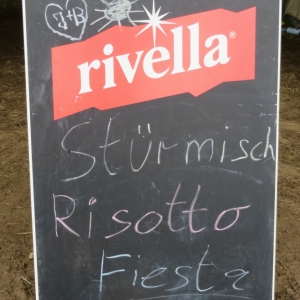 J+B
rivella®
Stürmisch
Risotto
Fiesta